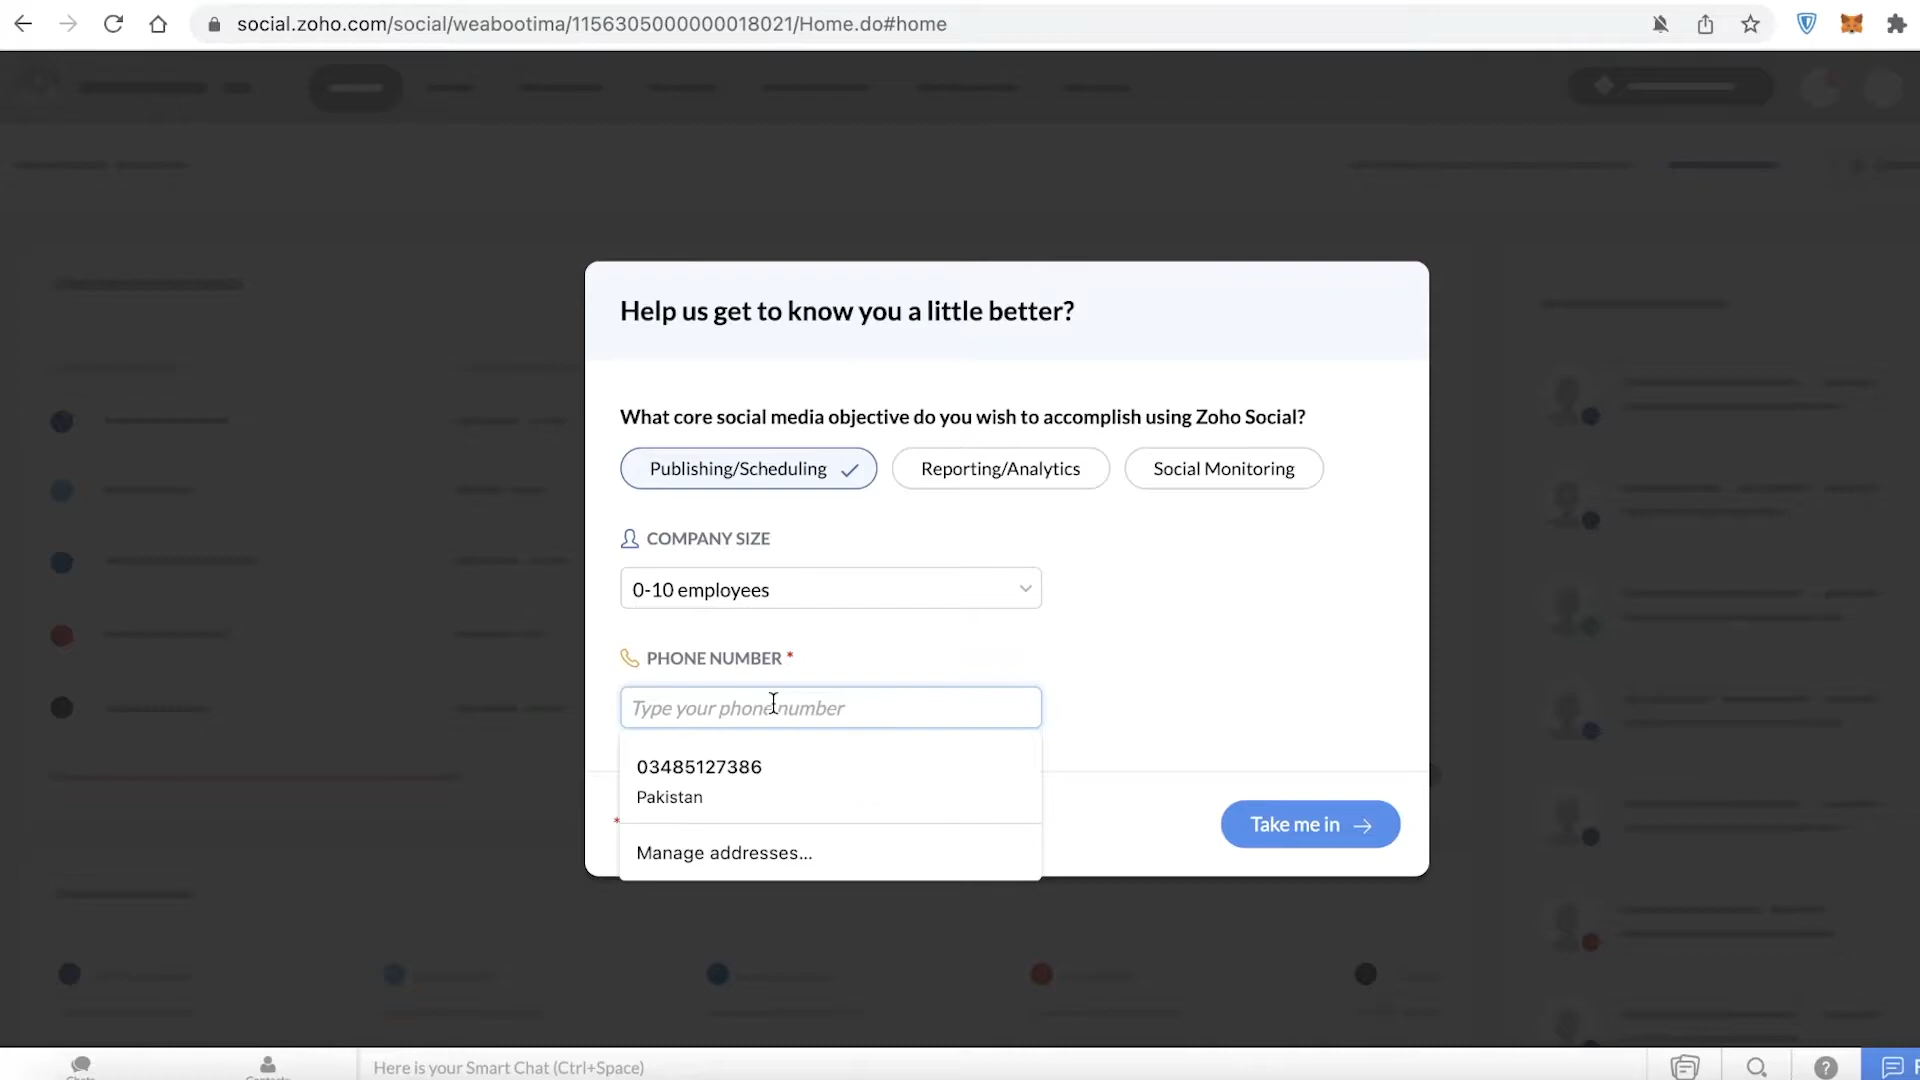 social.zoho.com/social/weabootima/1156305000000018021/Home.do#home
Help us get to know you a little better?
What core social media objective do you wish to accomplish using Zoho Social?
Publishing/Scheduling
Reporting/Analytics
Social Monitoring
COMPANY SIZE
0-10 employees
PHONE NUMBER *
Type your phone number
03485127386
Pakistan
*
Manage addresses...
Take me in →
Here is your Smart Chat (Ctrl+Space)